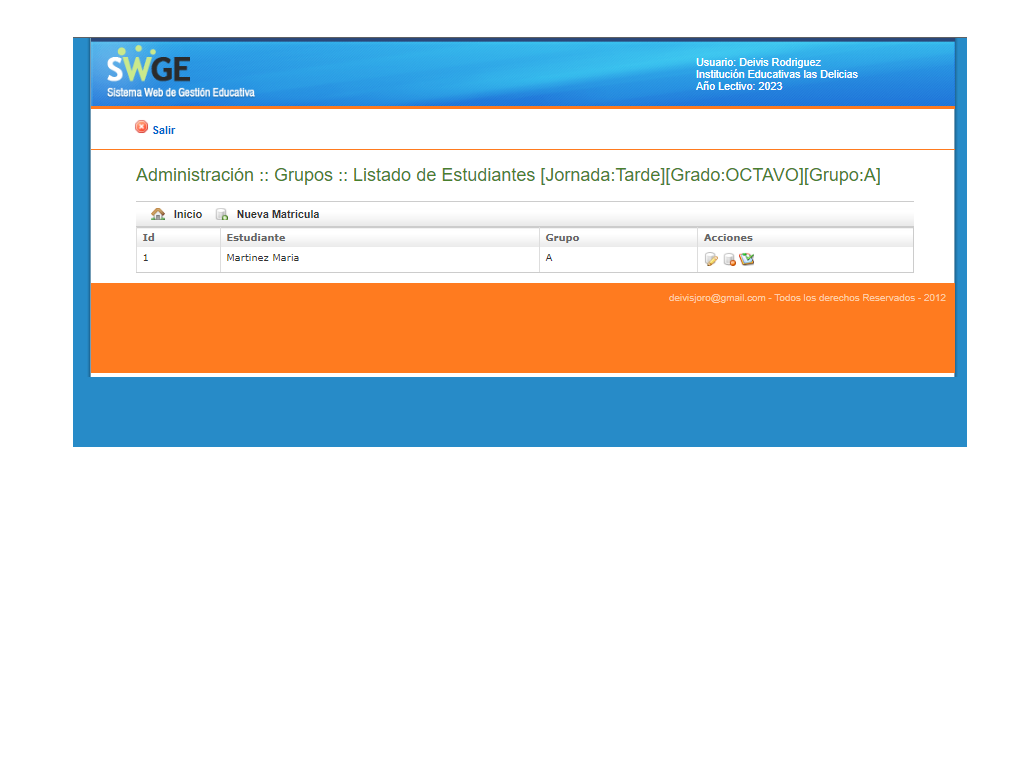 SWGE
Sistema Web de Gestión Educativa
Usuario: Deivis Rodriguez
Institución Educativas las Delicias
Año Lectivo: 2023
Salir
Administración :: Grupos :: Listado de Estudiantes [Jornada:Tarde][Grado:OCTAVO][Grupo:A]
Inicio Nueva Matricula
Id Estudiante Grupo Acciones
1 Martinez Maria A
deivisjoro@gmail.com - Todos los derechos Reservados - 2012